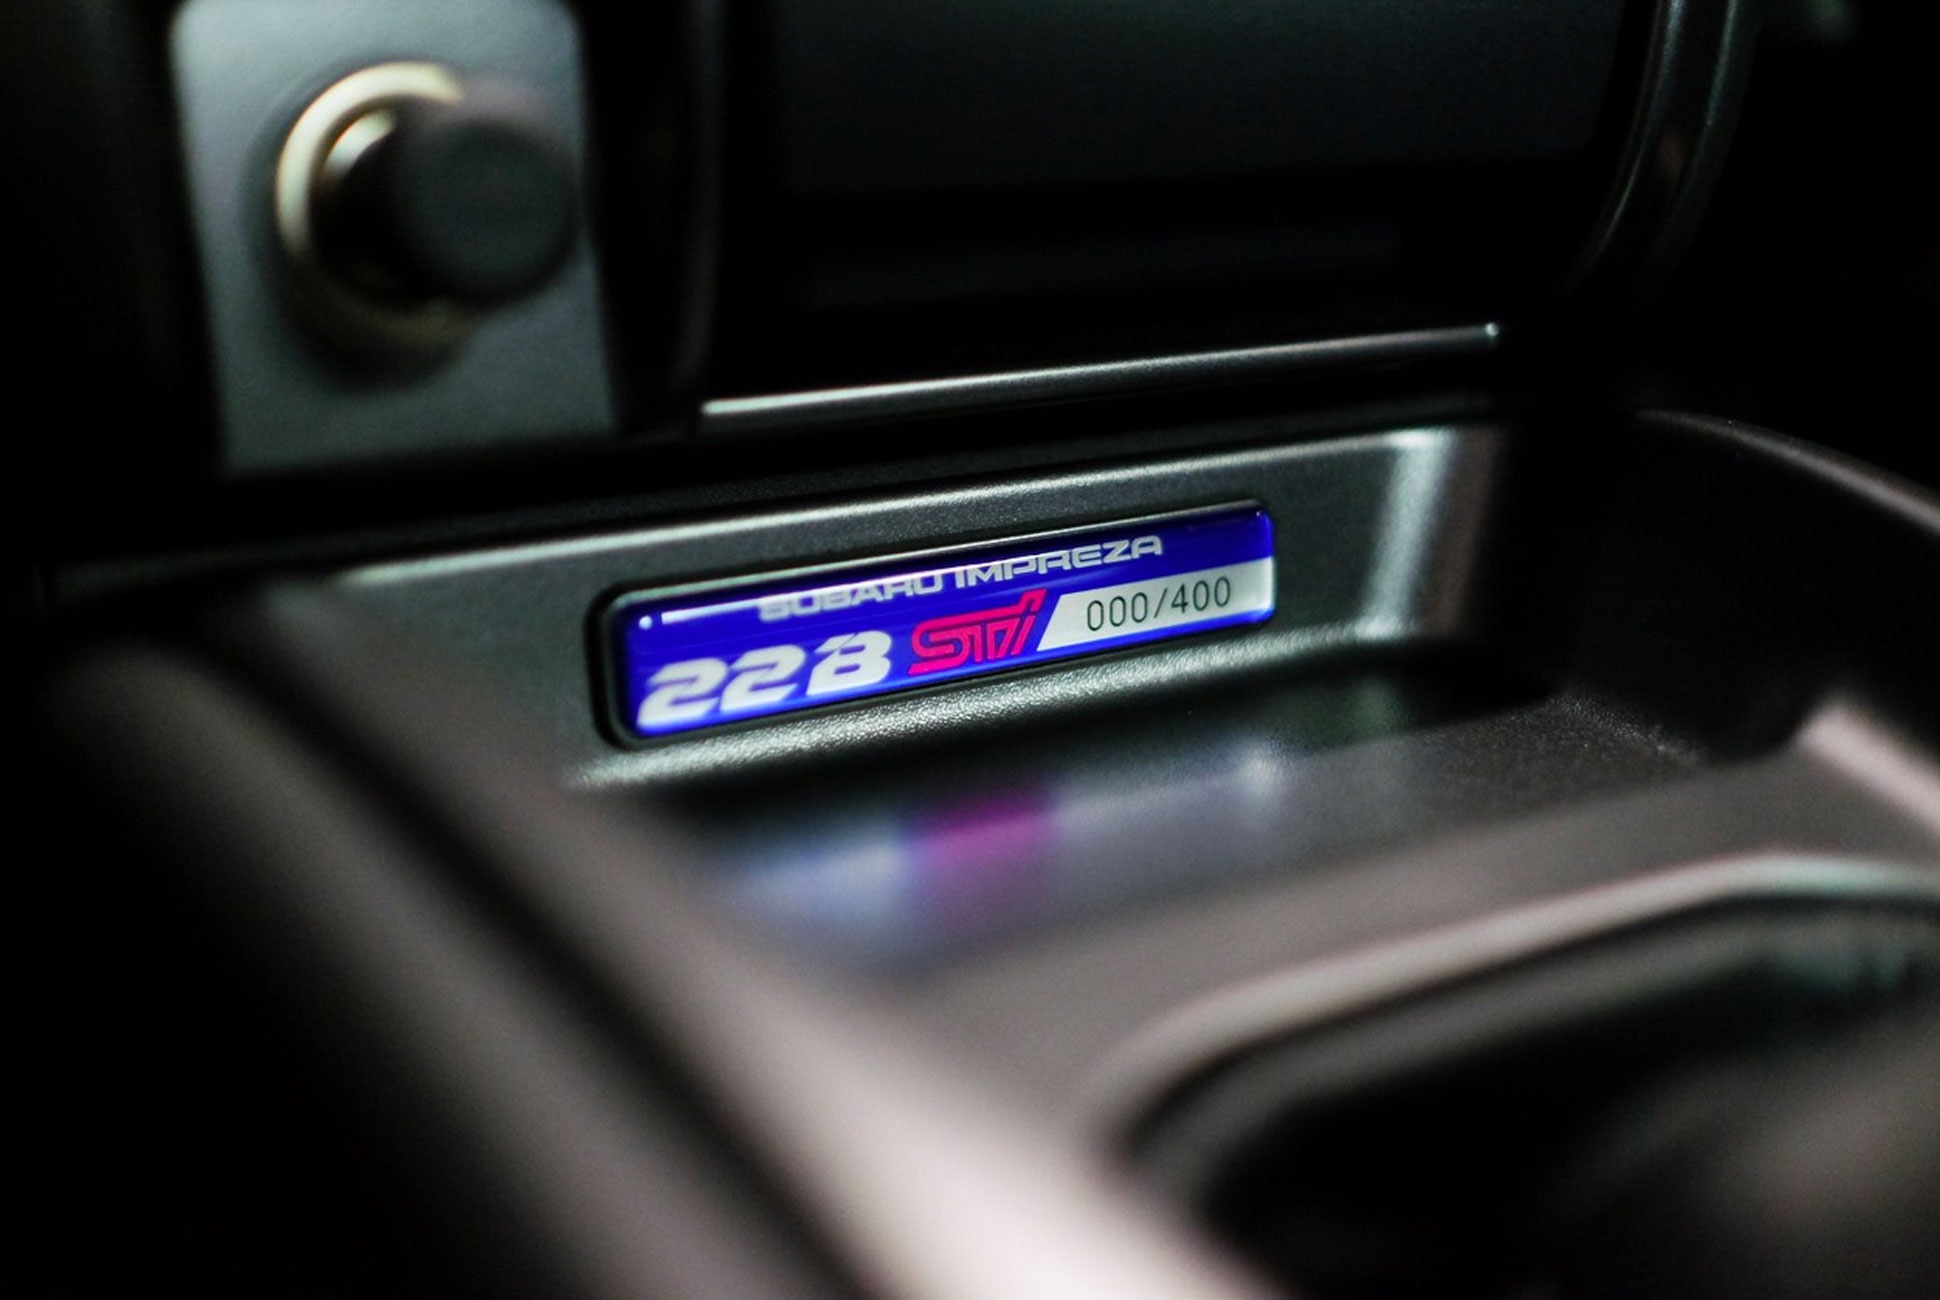 SUBARU IMPREZA
22B STi 000/400